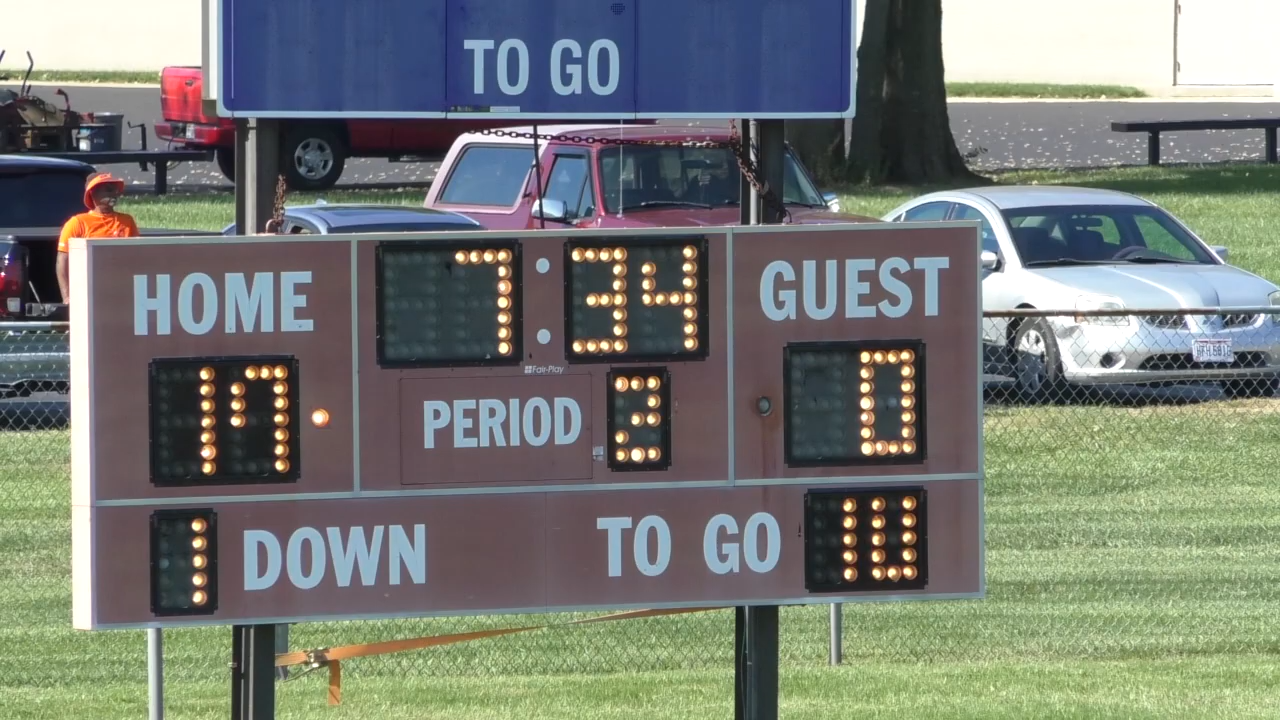 TO GO
HOME 7:34 GUEST
17 PERIOD 2 0
Fair-Play
1 DOWN TO GO 10